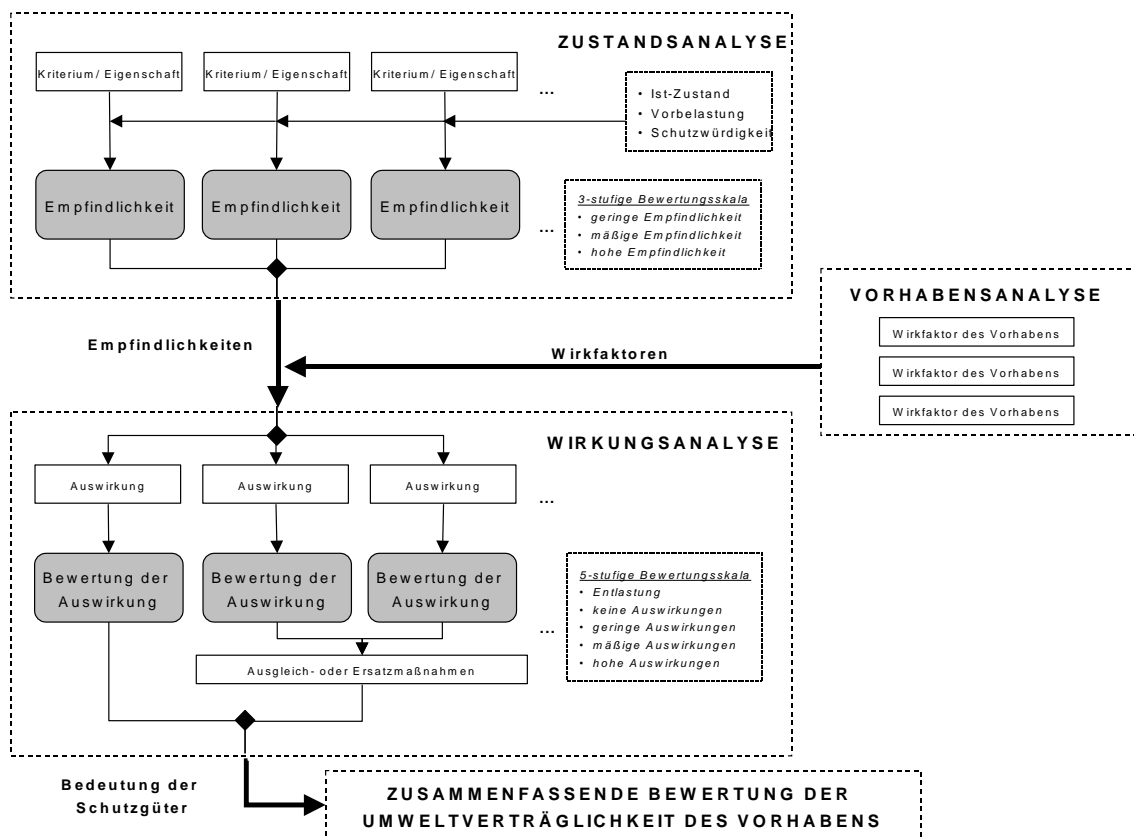 ZUSTANDSANALYSE
Kriterium/ Eigenschaft
Kriterium/ Eigenschaft
Kriterium/ Eigenschaft
...
• Ist-Zustand
• Vorbelastung
• Schutzwürdigkeit
Empfindlichkeit
Empfindlichkeit
Empfindlichkeit
...
3-stufige Bewertungsskala
• geringe Empfindlichkeit
• mäßige Empfindlichkeit
• hohe Empfindlichkeit
VORHABENSANALYSE
Wirkfaktor des Vorhabens
Wirkfaktor des Vorhabens
Wirkfaktor des Vorhabens
Empfindlichkeiten
Wirkfaktoren
WIRKUNGSANALYSE
Auswirkung
Auswirkung
Auswirkung
...
Bewertung der
Auswirkung
Bewertung der
Auswirkung
Bewertung der
Auswirkung
...
5-stufige Bewertungsskala
• Entlastung
• keine Auswirkungen
• geringe Auswirkungen
• mäßige Auswirkungen
• hohe Auswirkungen
Ausgleich- oder Ersatzmaßnahmen
Bedeutung der
Schutzgüter
ZUSAMMENFASSENDE BEWERTUNG DER
UMWELTVERTRÄGLICHKEIT DES VORHABENS